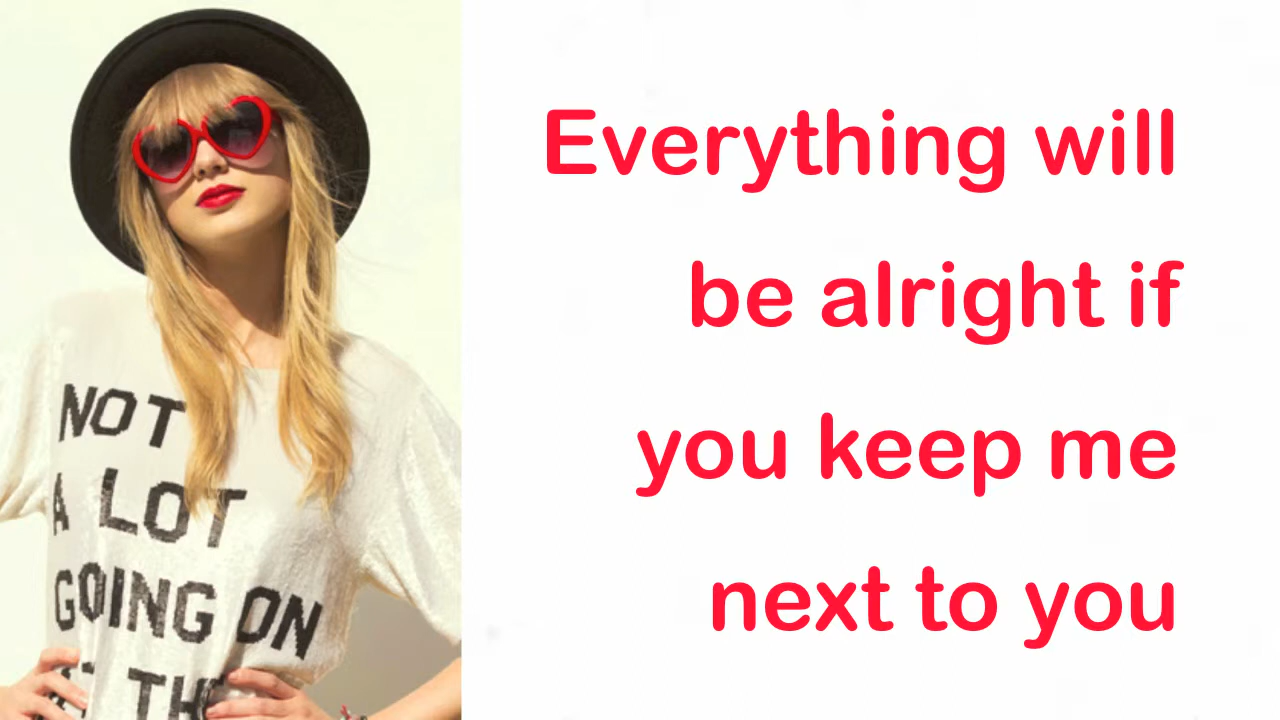 NOT
A LOT
GOING ON
Everything will
be alright if
you keep me
next to you